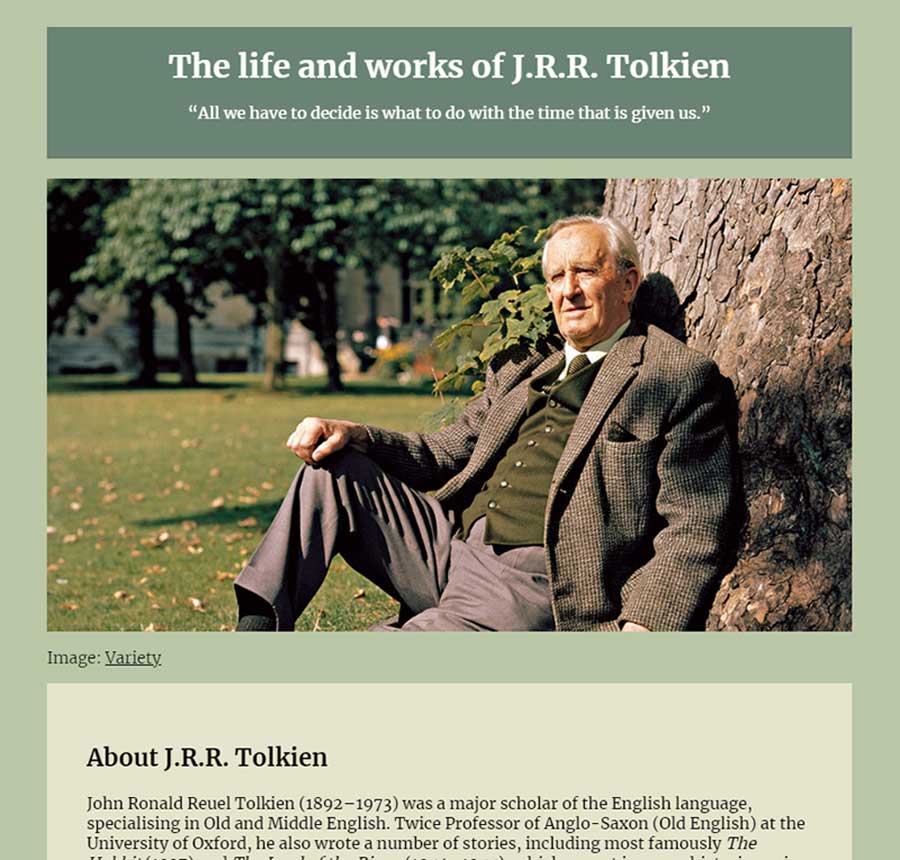 The life and works of J.R.R. Tolkien
“All we have to decide is what to do with the time that is given us.”
Image: Variety
About J.R.R. Tolkien
John Ronald Reuel Tolkien (1892–1973) was a major scholar of the English language,
specialising in Old and Middle English. Twice Professor of Anglo-Saxon (Old English) at the
University of Oxford, he also wrote a number of stories, including most famously The